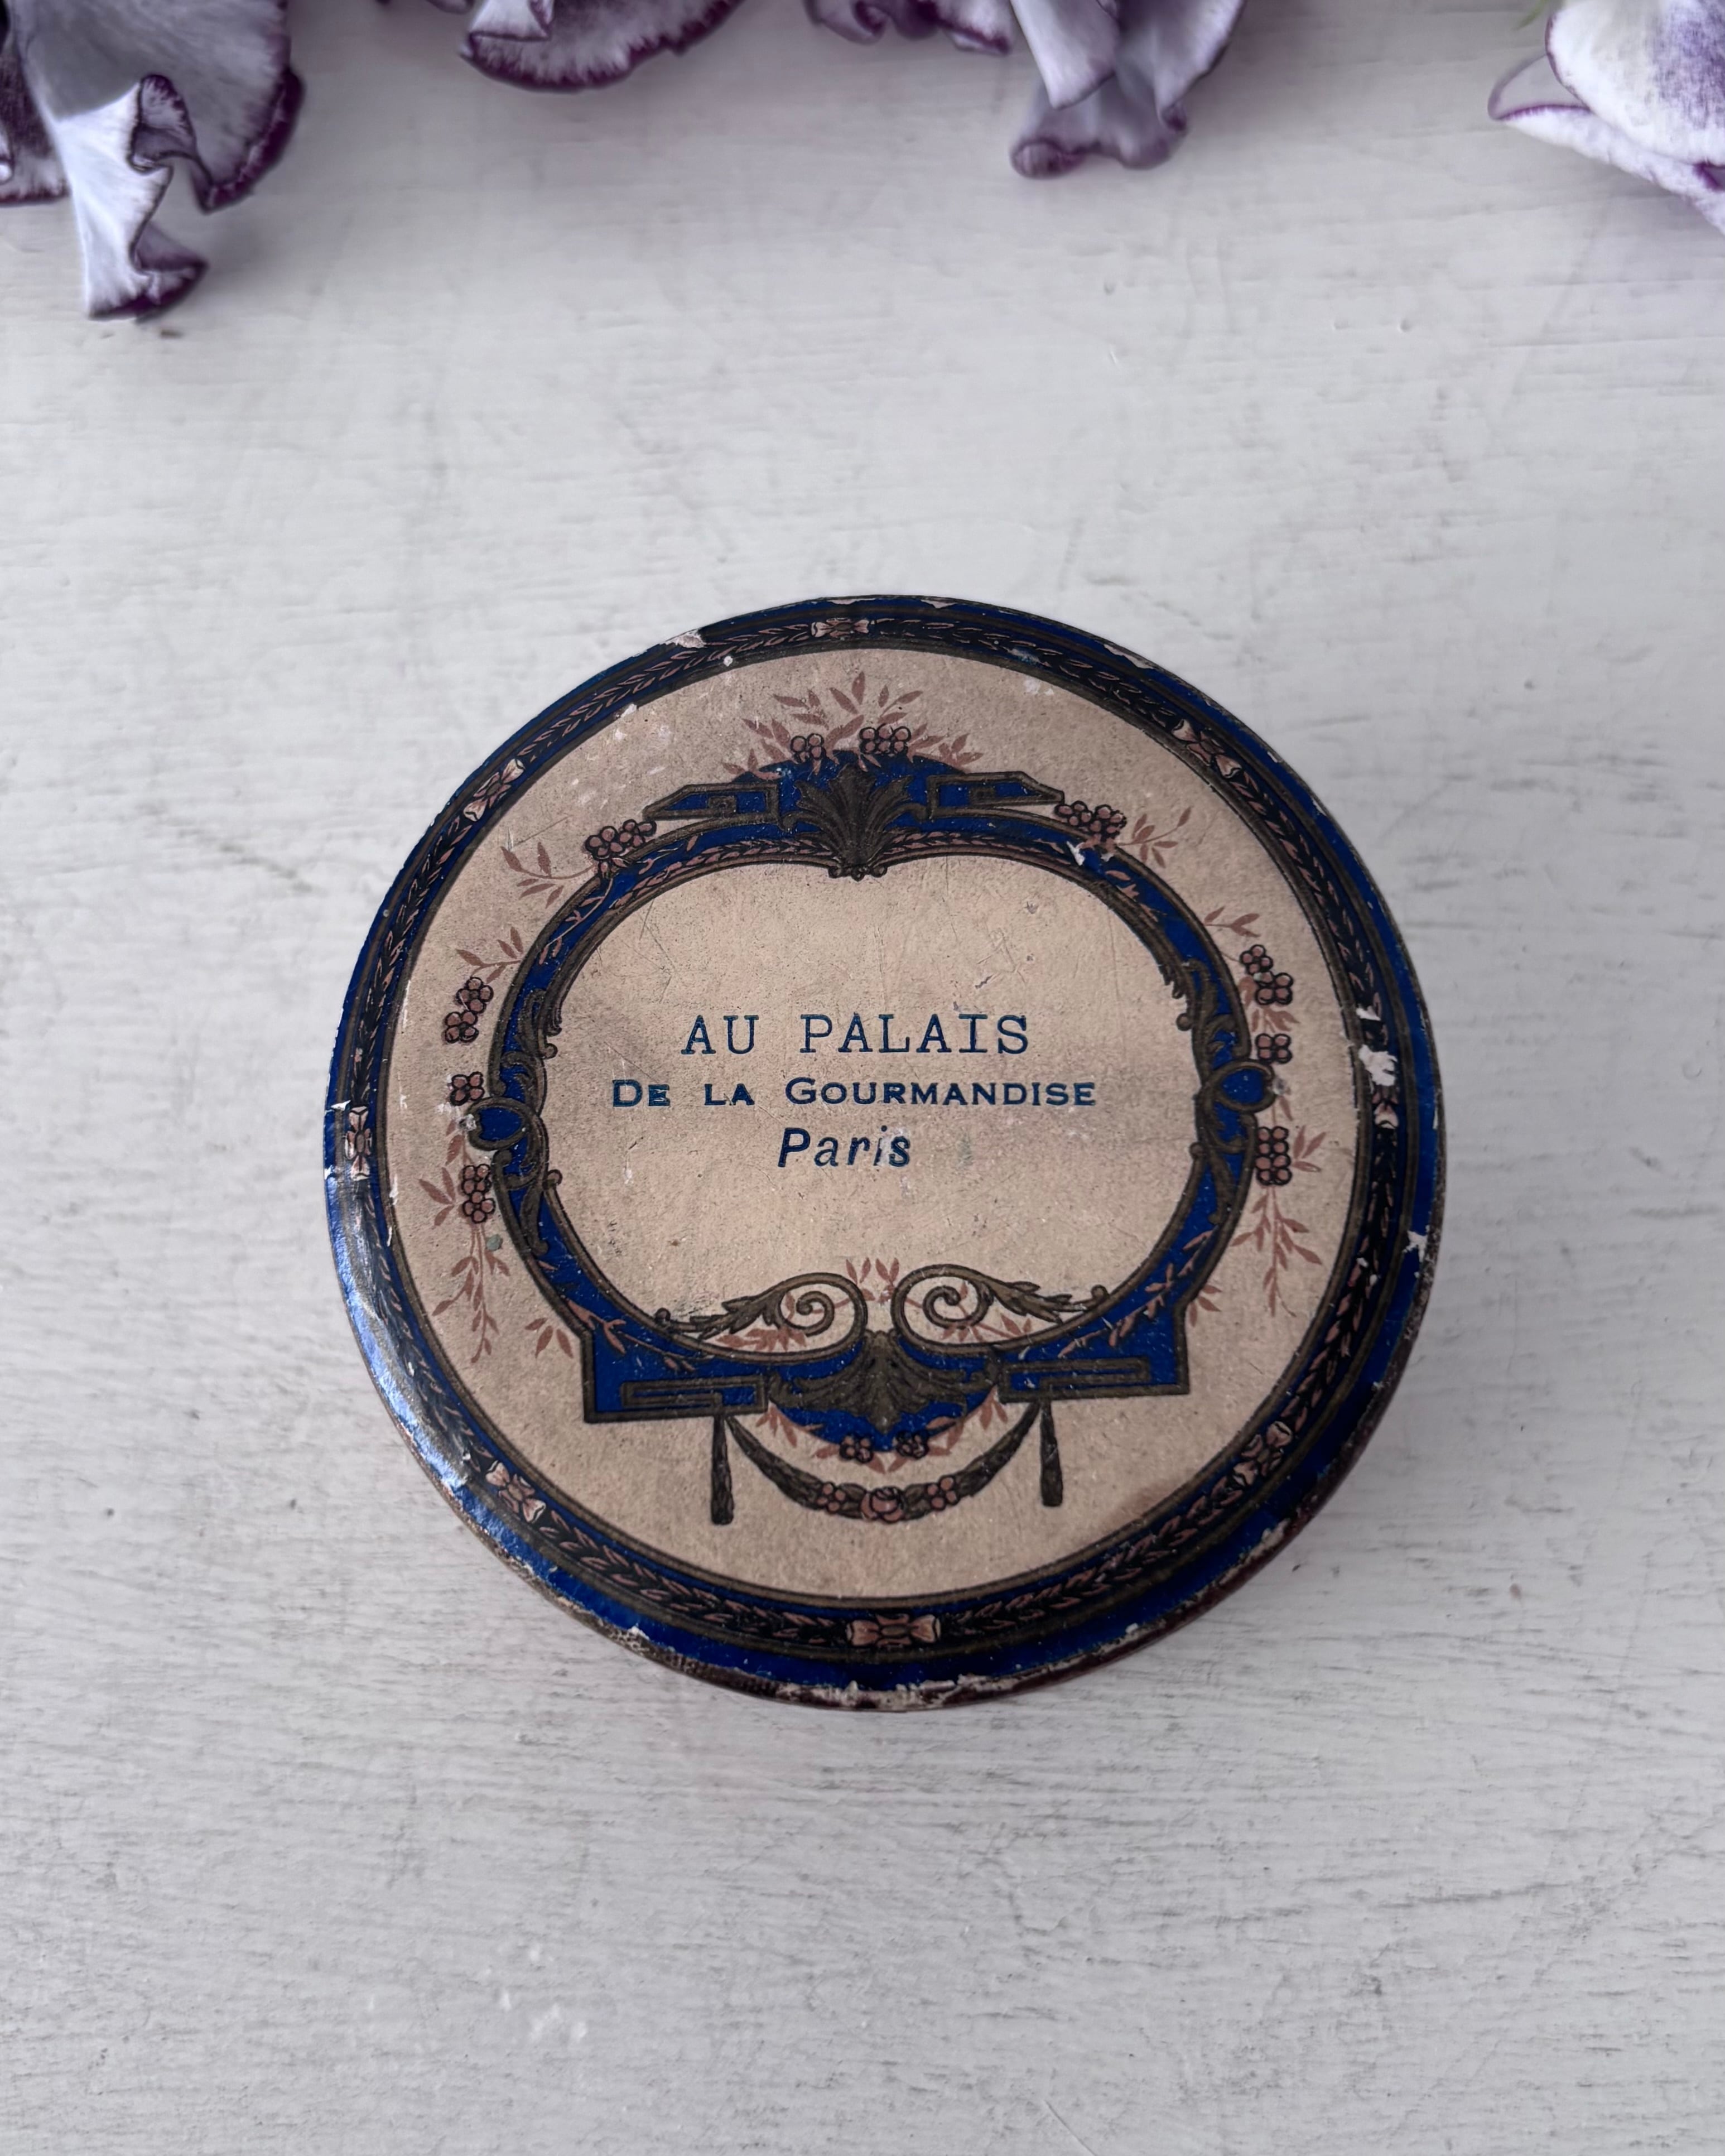 AU PALAIS
DE LA GOURMANDISE
Paris